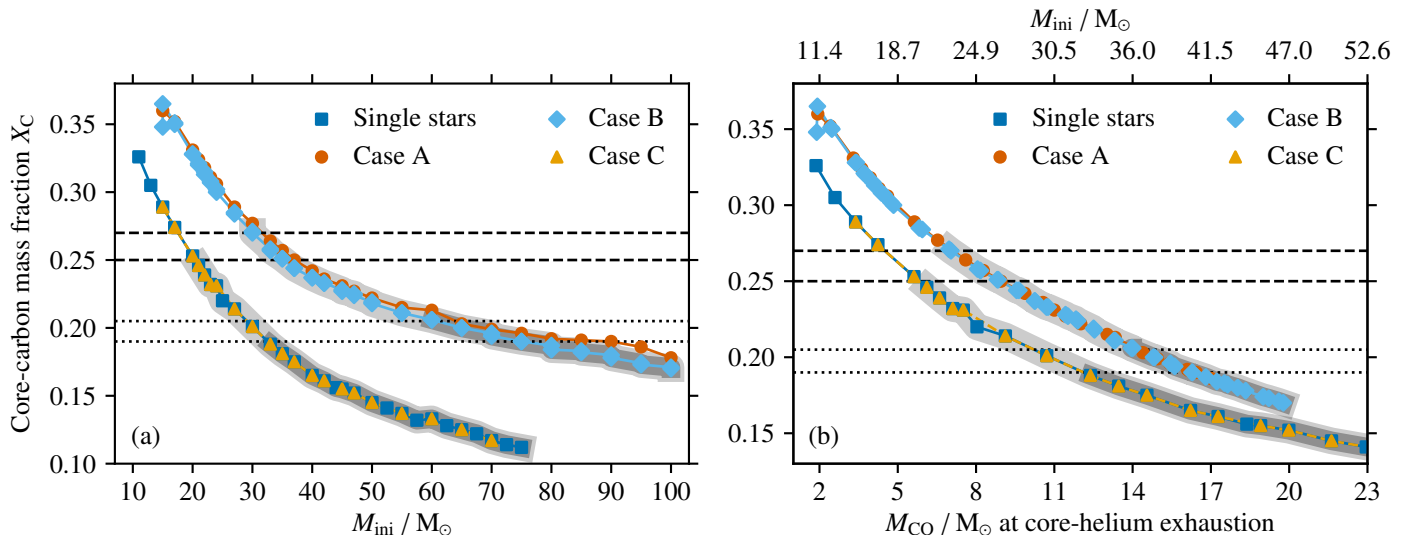 M_ini / M_⊙
11.4 18.7 24.9 30.5 36.0 41.5 47.0 52.6
Core-carbon mass fraction X_C
0.35
0.30
0.25
0.20
0.15
0.10
Single stars
Case A
Case B
Case C
(a)
10 20 30 40 50 60 70 80 90 100
M_ini / M_⊙
0.35
0.30
0.25
0.20
0.15
Single stars
Case A
Case B
Case C
(b)
2 5 8 11 14 17 20 23
M_CO / M_⊙ at core-helium exhaustion